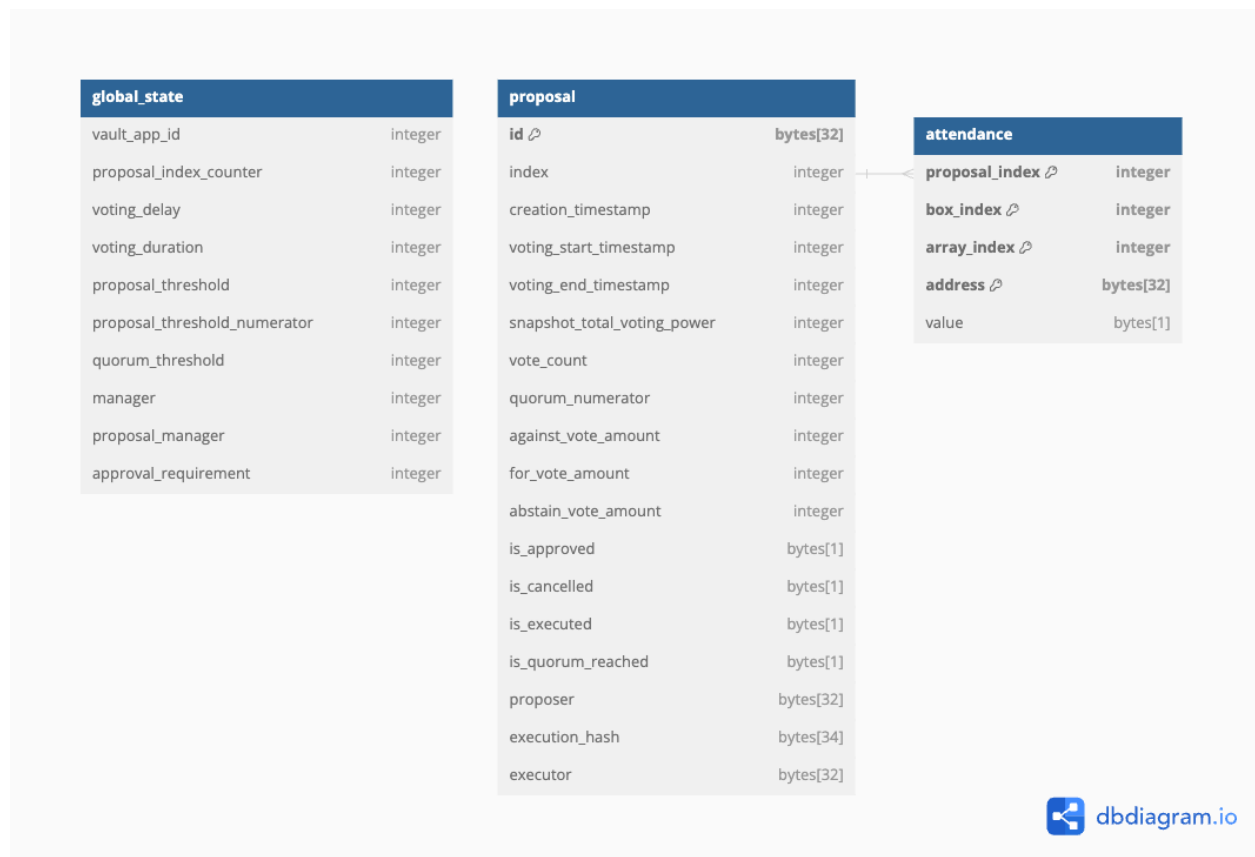 global_state
vault_app_id integer
proposal_index_counter integer
voting_delay integer
voting_duration integer
proposal_threshold integer
proposal_threshold_numerator integer
quorum_threshold integer
manager integer
proposal_manager integer
approval_requirement integer
proposal
id bytes[32]
index integer
creation_timestamp integer
voting_start_timestamp integer
voting_end_timestamp integer
snapshot_total_voting_power integer
vote_count integer
quorum_numerator integer
against_vote_amount integer
for_vote_amount integer
abstain_vote_amount integer
is_approved bytes[1]
is_cancelled bytes[1]
is_executed bytes[1]
is_quorum_reached bytes[1]
proposer bytes[32]
execution_hash bytes[34]
executor bytes[32]
attendance
proposal_index integer
box_index integer
array_index integer
address bytes[32]
value bytes[1]
dbdiagram.io